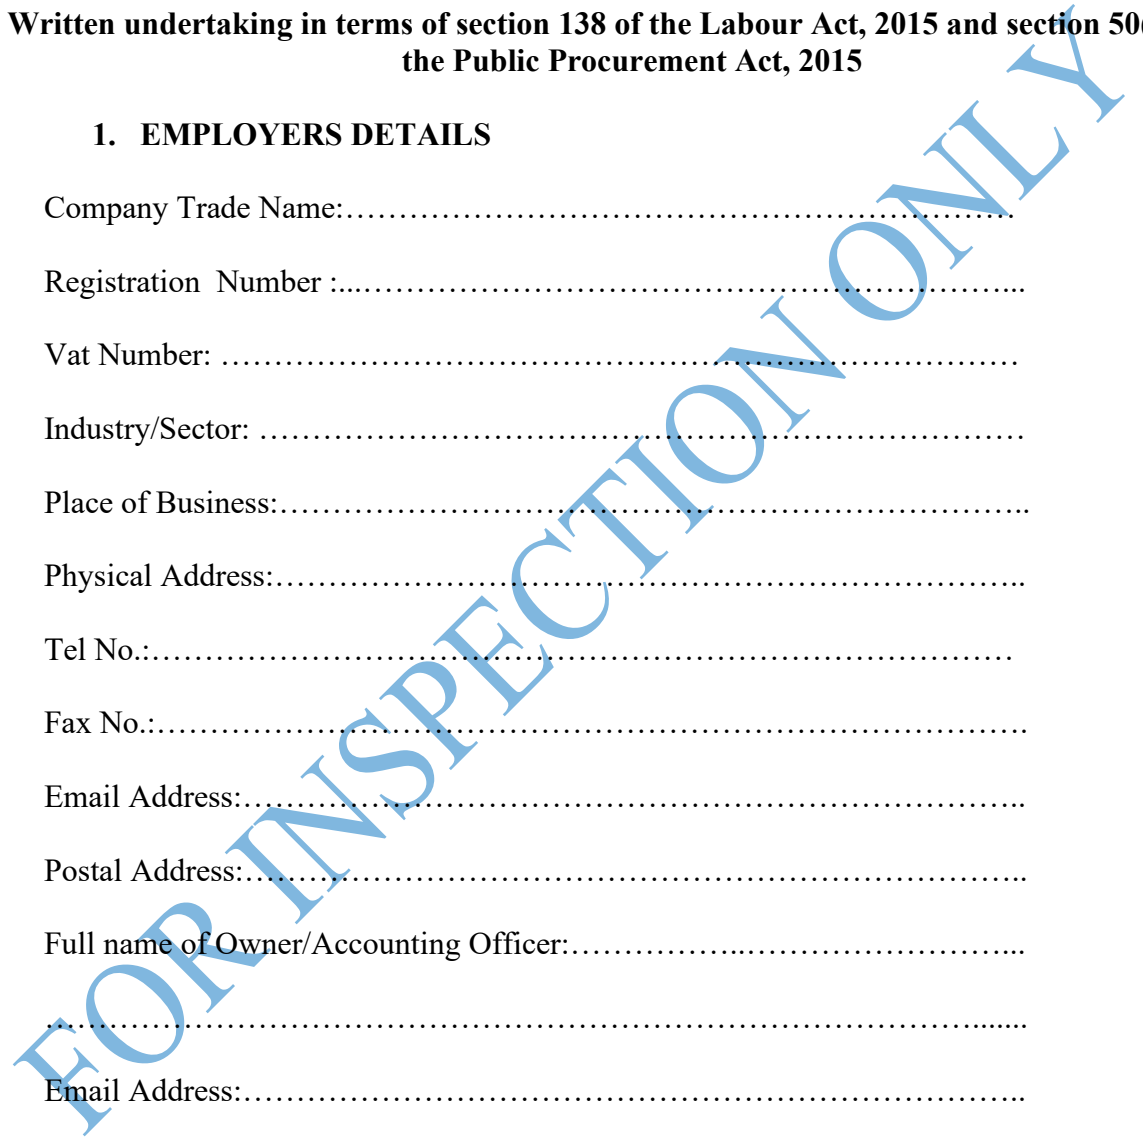 Written undertaking in terms of section 138 of the Labour Act, 2015 and section 50
the Public Procurement Act, 2015
1. EMPLOYERS DETAILS
Company Trade Name:……………………………………………………….
Registration  Number :...………………………………………………………...
Vat Number: ……………………………………………………………………
Industry/Sector: …………………………………………………………………
Place of Business:………………………………………………………………..
Physical Address:………………………………………………………………..
Tel No.:…………………………………………………………………………
Fax No.:………………………………………………………………………….
Email Address:…………………………………………………………………..
Postal Address:…………………………………………………………………..
Full name of Owner/Accounting Officer:……………….……………………...
……………….………………………………………………………………….......
Email Address:…………………………………………………………………..
FOR INSPECTION ONLY